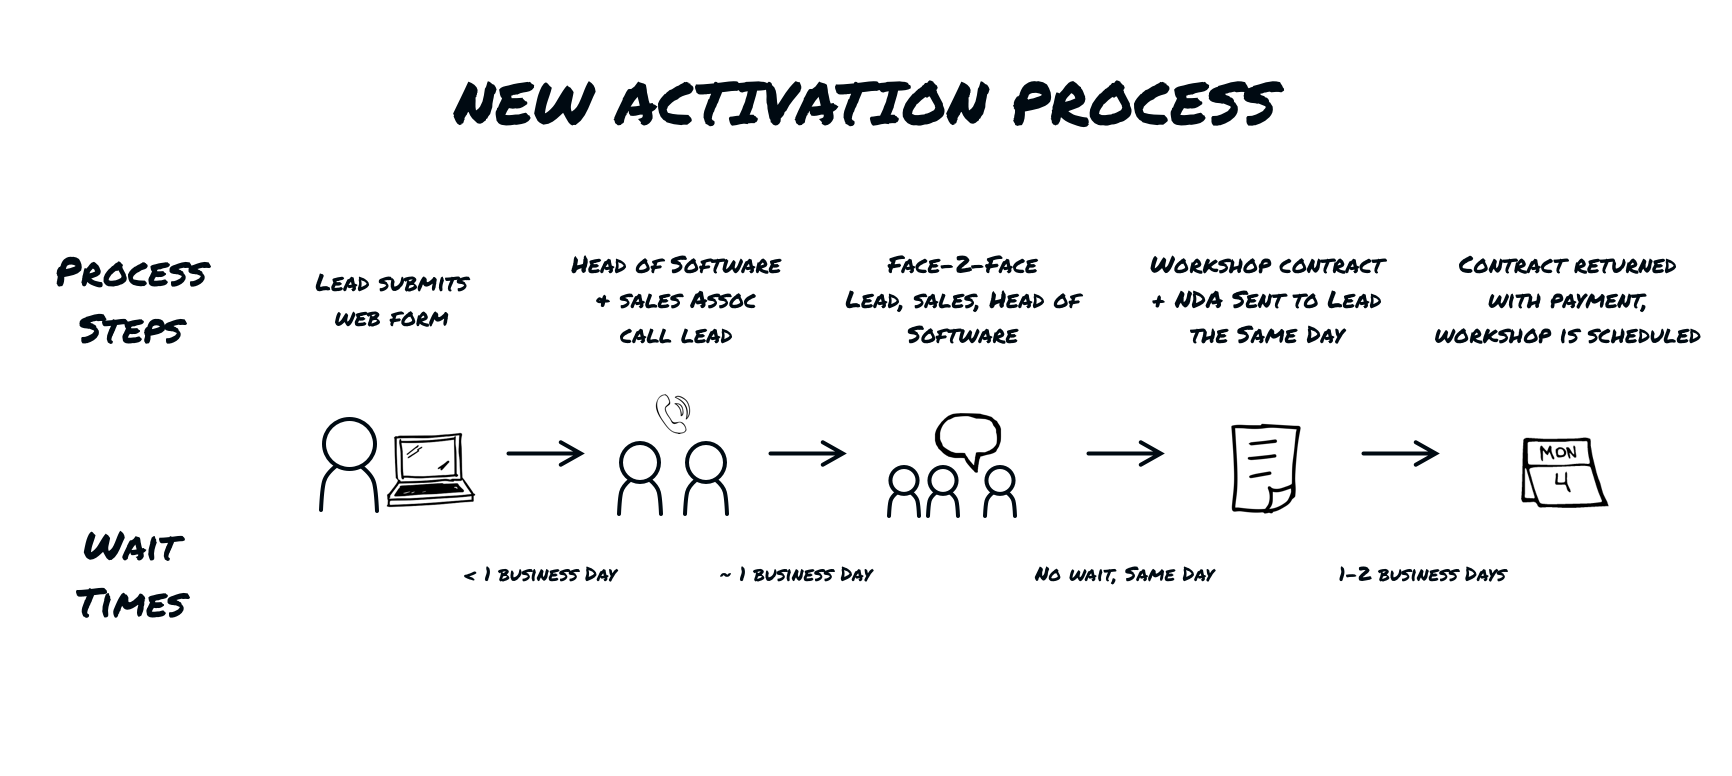 NEW ACTIVATION PROCESS
PROCESS
STEPS
LEAD SUBMITS
WEB FORM
HEAD OF SOFTWARE
+ SALES ASSOC
CALL LEAD
FACE-2-FACE
LEAD, SALES, HEAD OF
SOFTWARE
WORKSHOP CONTRACT
+ NDA SENT TO LEAD
THE SAME DAY
CONTRACT RETURNED
WITH PAYMENT,
WORKSHOP IS SCHEDULED
MON
4
WAIT
TIMES
< 1 BUSINESS DAY
~ 1 BUSINESS DAY
NO WAIT, SAME DAY
1-2 BUSINESS DAYS